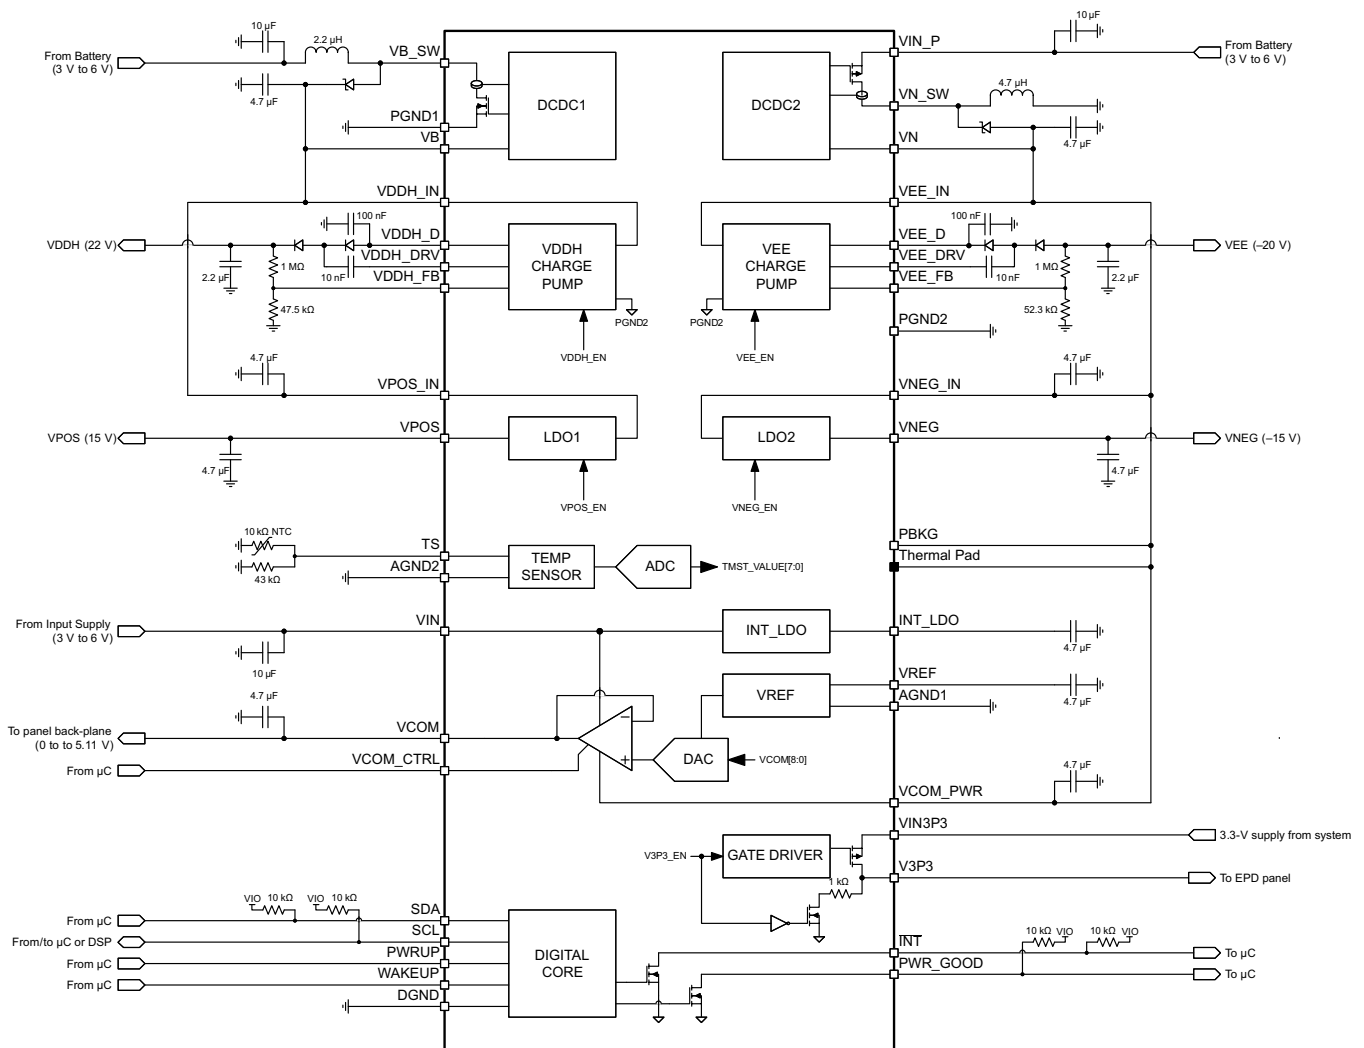 10 µF
2.2 µH
VB_SW
From Battery
(3 V to 6 V)
4.7 µF
PGND1
VB
DCDC1
DCDC2
VIN_P
10 µF
From Battery
(3 V to 6 V)
VN_SW
4.7 µH
VN
4.7 µF
VDDH_IN
VEE_IN
100 nF
VDDH_D
VDDH (22 V)
VDDH_DRV
1 MΩ
2.2 µF
10 nF
VDDH_FB
47.5 kΩ
VDDH
CHARGE
PUMP
PGND2
VDDH_EN
VEE
CHARGE
PUMP
PGND2
VEE_EN
100 nF
VEE_D
VEE (–20 V)
VEE_DRV
1 MΩ
VEE_FB
10 nF
2.2 µF
52.3 kΩ
PGND2
4.7 µF
VPOS_IN
VNEG_IN
4.7 µF
VPOS (15 V)
VPOS
LDO1
LDO2
VNEG
VNEG (–15 V)
4.7 µF
4.7 µF
VPOS_EN
VNEG_EN
10 kΩ NTC
TS
AGND2
43 kΩ
TEMP
SENSOR
ADC
TMST_VALUE[7:0]
PBKG
Thermal Pad
From Input Supply
(3 V to 6 V)
VIN
10 µF
INT_LDO
INT_LDO
4.7 µF
VREF
VREF
AGND1
4.7 µF
4.7 µF
To panel back-plane
(0 to to 5.11 V)
VCOM
–
+
DAC
VCOM[8:0]
From µC
VCOM_CTRL
VCOM_PWR
4.7 µF
VIN3P3
3.3-V supply from system
V3P3_EN
GATE DRIVER
V3P3
To EPD panel
1 kΩ
VIO
10 kΩ
VIO
10 kΩ
From µC
SDA
From/to µC or DSP
SCL
From µC
PWRUP
From µC
WAKEUP
DGND
DIGITAL
CORE
INT
10 kΩ
VIO
10 kΩ
VIO
To µC
PWR_GOOD
To µC